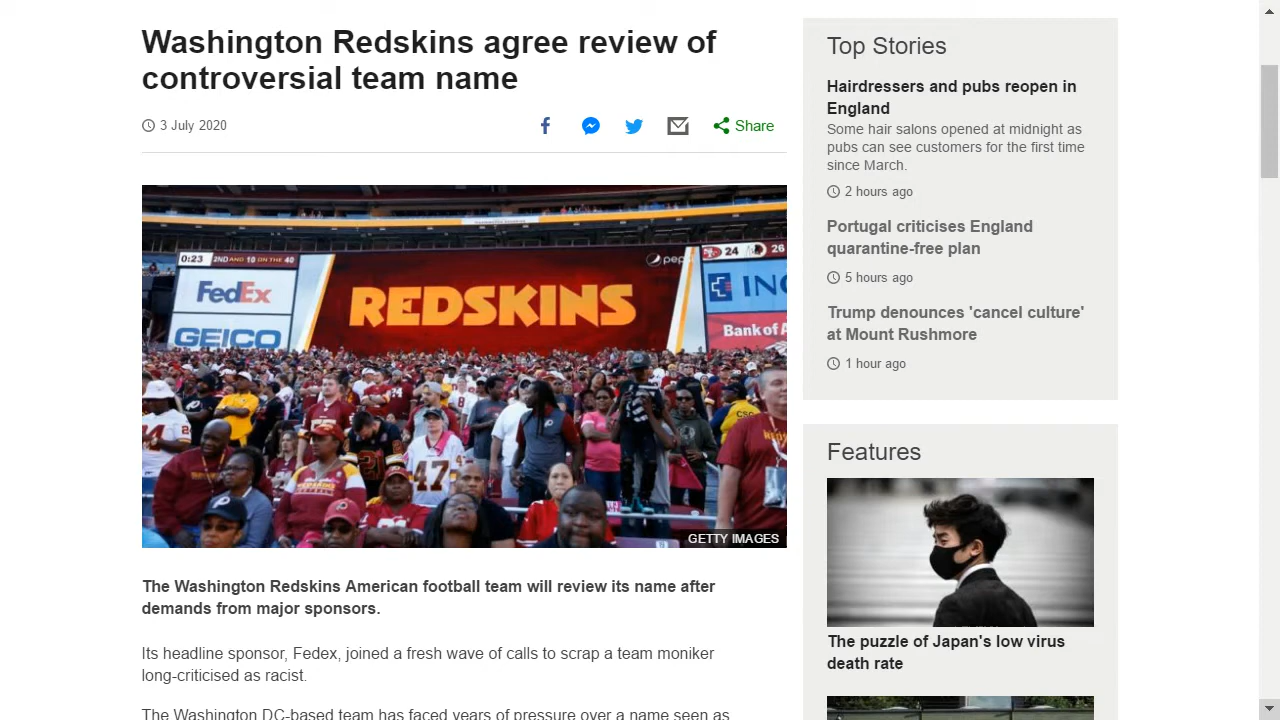 Washington Redskins agree review of
controversial team name
3 July 2020
Share
0:23 2ND AND 10 ON THE 40
FedEx
GEICO
REDSKINS
pepsi
24
26
ING
Bank of A
CSC
47
GETTY IMAGES
The Washington Redskins American football team will review its name after
demands from major sponsors.
Its headline sponsor, Fedex, joined a fresh wave of calls to scrap a team moniker
long-criticised as racist.
The Washington DC-based team has faced years of pressure over a name seen as
Top Stories
Hairdressers and pubs reopen in
England
Some hair salons opened at midnight as
pubs can see customers for the first time
since March.
2 hours ago
Portugal criticises England
quarantine-free plan
5 hours ago
Trump denounces 'cancel culture'
at Mount Rushmore
1 hour ago
Features
The puzzle of Japan's low virus
death rate